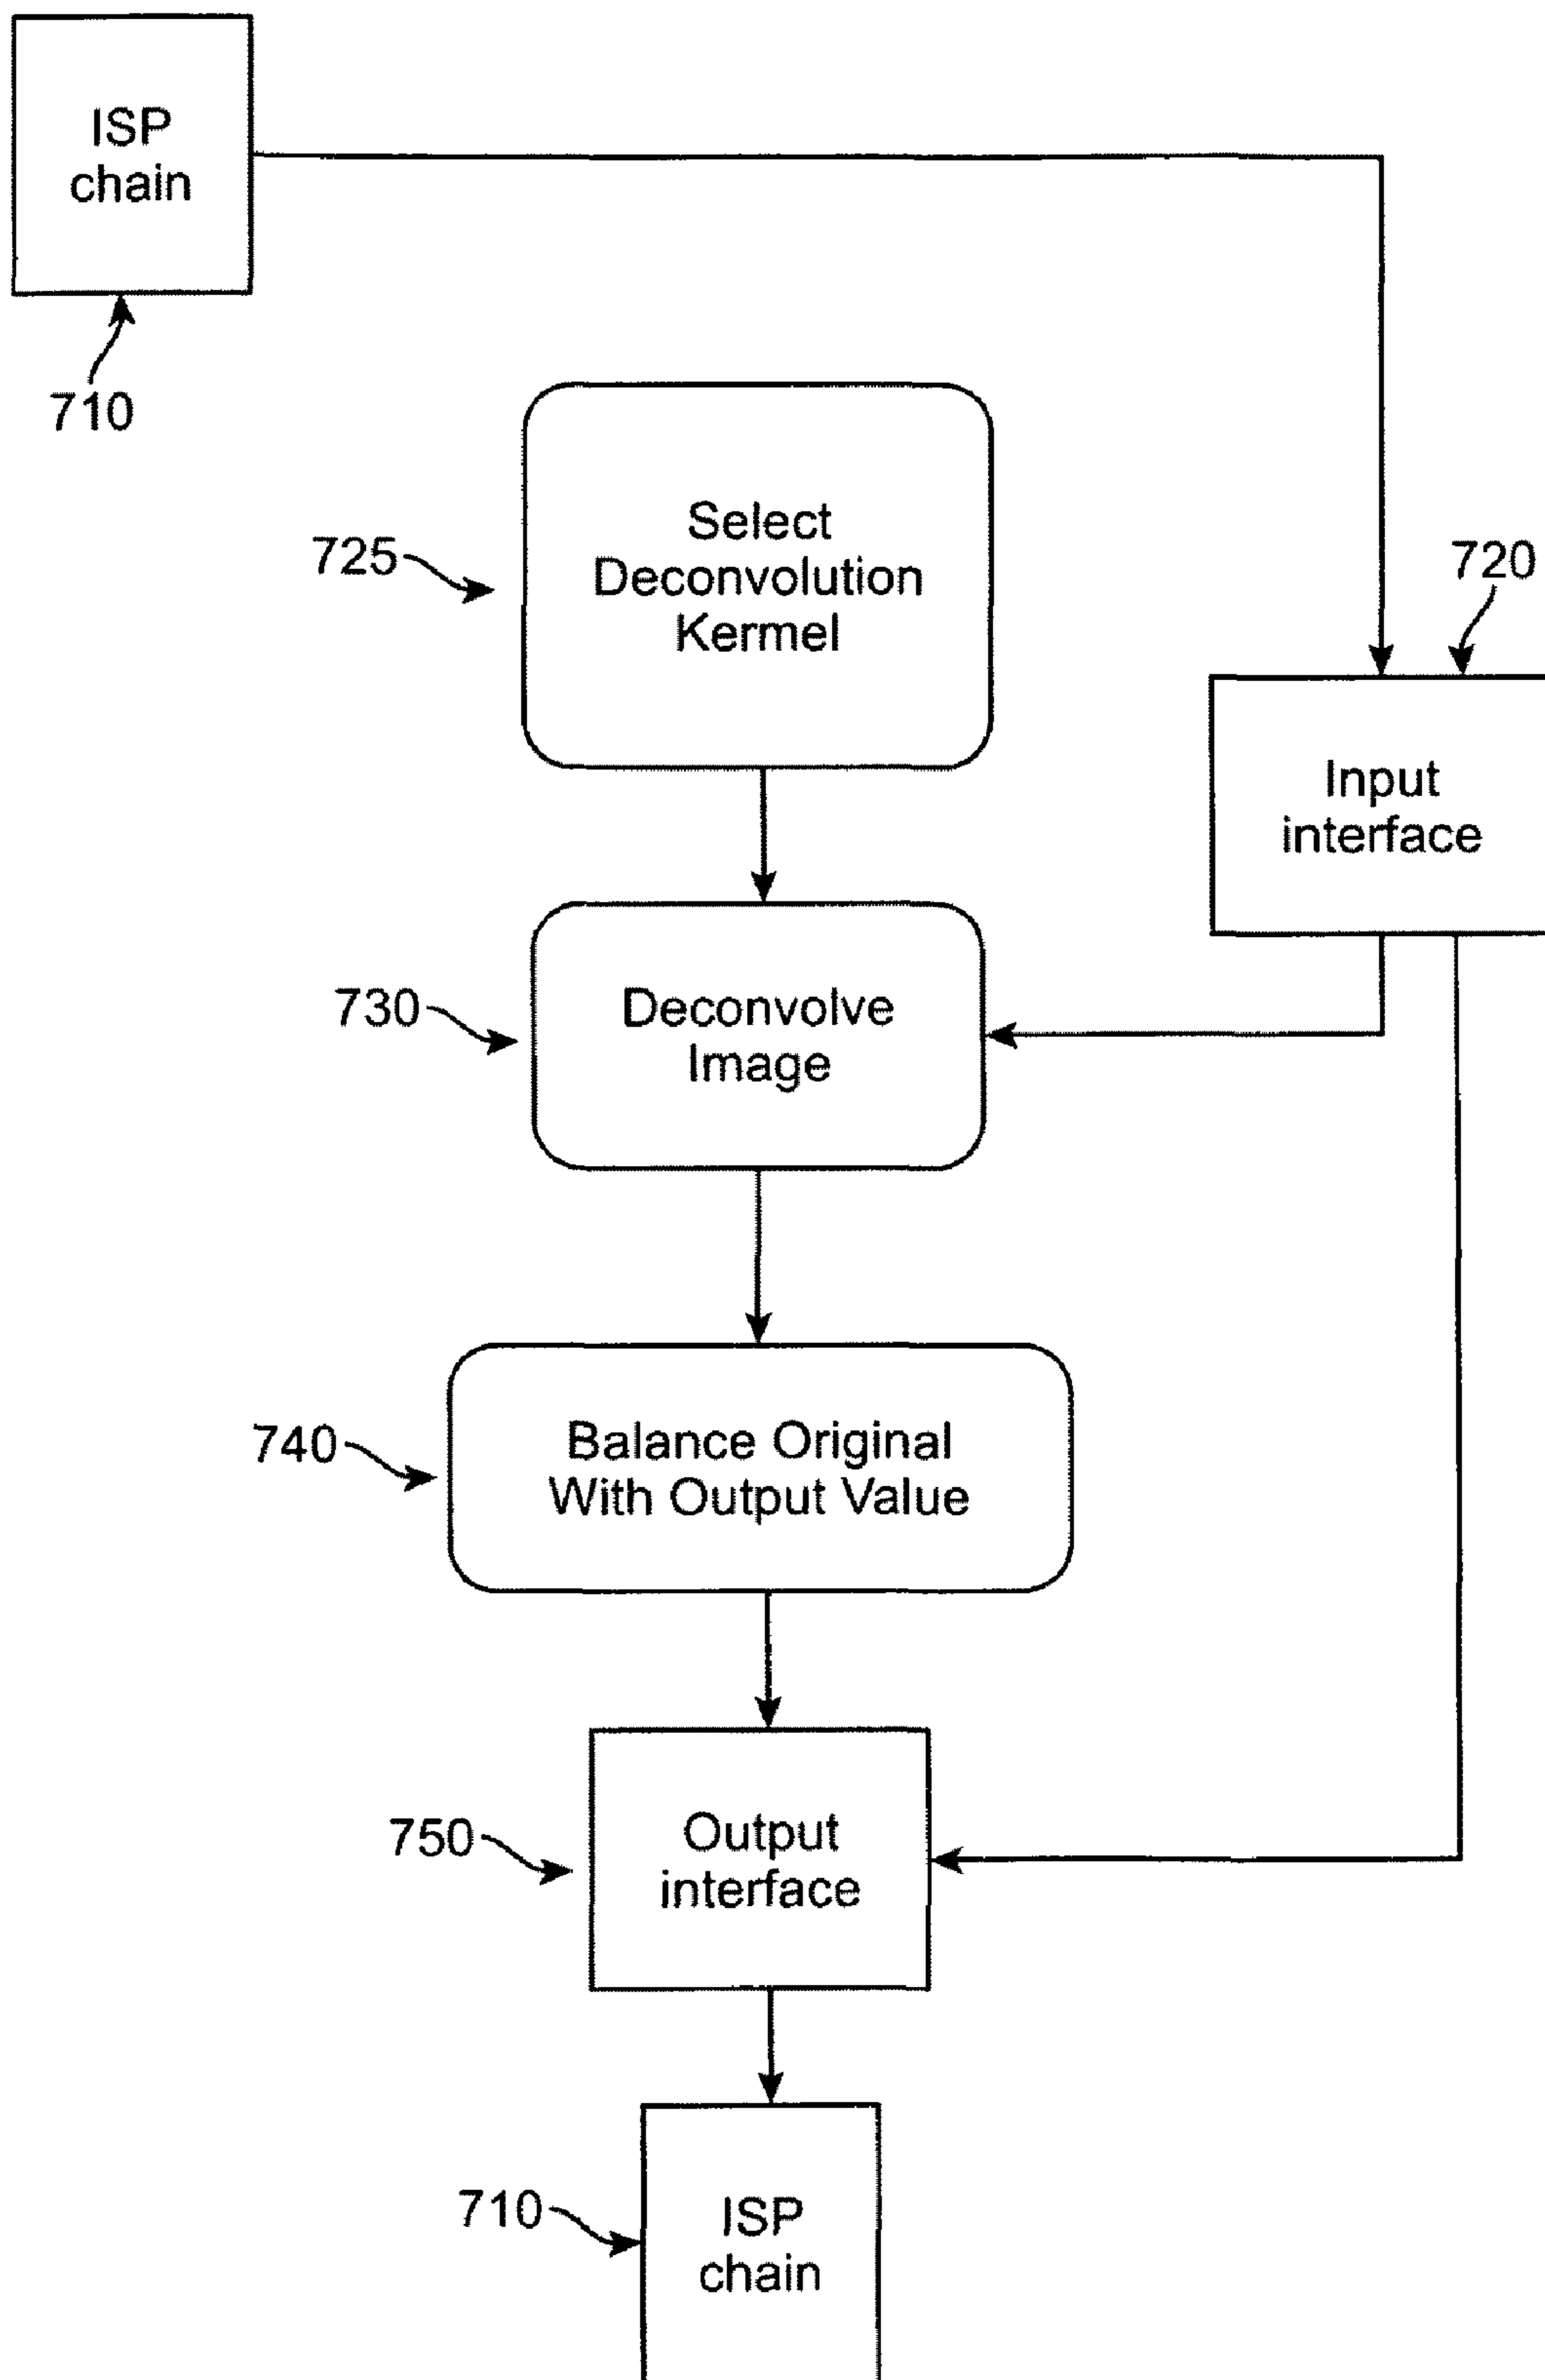 ISP
chain
710
Select
Deconvolution
Kermel
725
720
Input
interface
730
Deconvolve
Image
740
Balance Original
With Output Value
750
Output
interface
710
ISP
chain